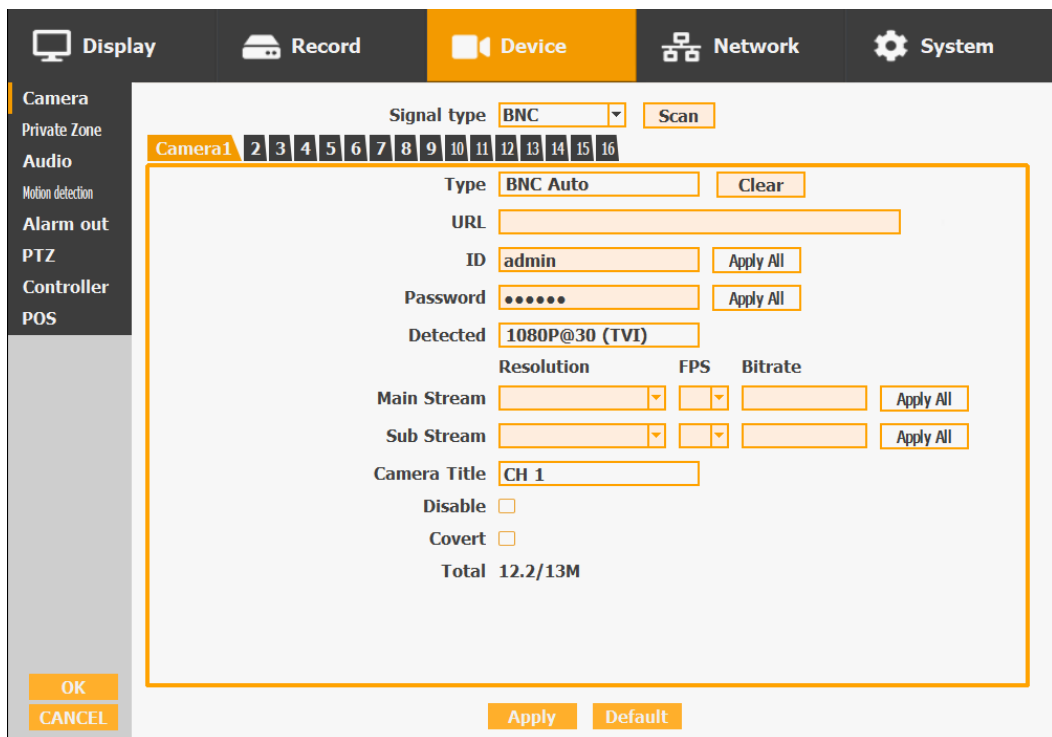 Display Record Device Network System
Camera
Private Zone
Audio
Motion detection
Alarm out
PTZ
Controller
POS
OK
CANCEL
Signal type BNC Scan
Camera1 2 3 4 5 6 7 8 9 10 11 12 13 14 15 16
Type BNC Auto Clear
URL
ID admin Apply All
Password •••••• Apply All
Detected 1080P@30 (TVI)
Resolution FPS Bitrate
Main Stream Apply All
Sub Stream Apply All
Camera Title CH 1
Disable
Covert
Total 12.2/13M
Apply Default